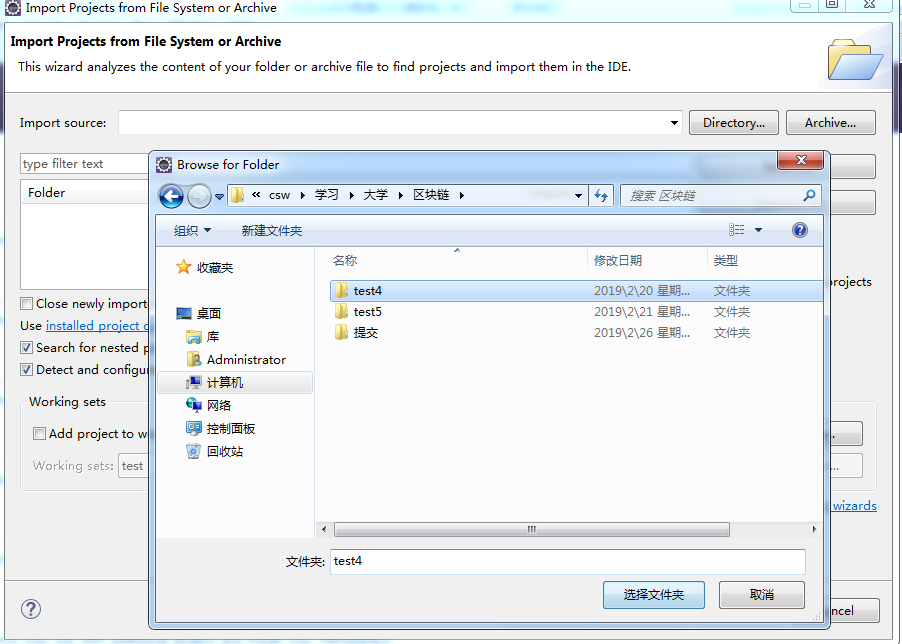 Import Projects from File System or Archive
Import Projects from File System or Archive
This wizard analyzes the content of your folder or archive file to find projects and import them in the IDE.
Import source:
Directory...
Archive...
type filter text
Folder
Close newly import
Use installed project
Search for nested
Detect and configu
Working sets
Add project to
Working sets: test
rojects
wizards
ncel
Browse for Folder
« csw 学习 大学 区块链
搜索 区块链
组织 新建文件夹
收藏夹
桌面
库
Administrator
计算机
网络
控制面板
回收站
名称 修改日期 类型
test4 2019\2\20 星期... 文件夹
test5 2019\2\21 星期... 文件夹
提交 2019\2\26 星期... 文件夹
文件夹: test4
选择文件夹 取消